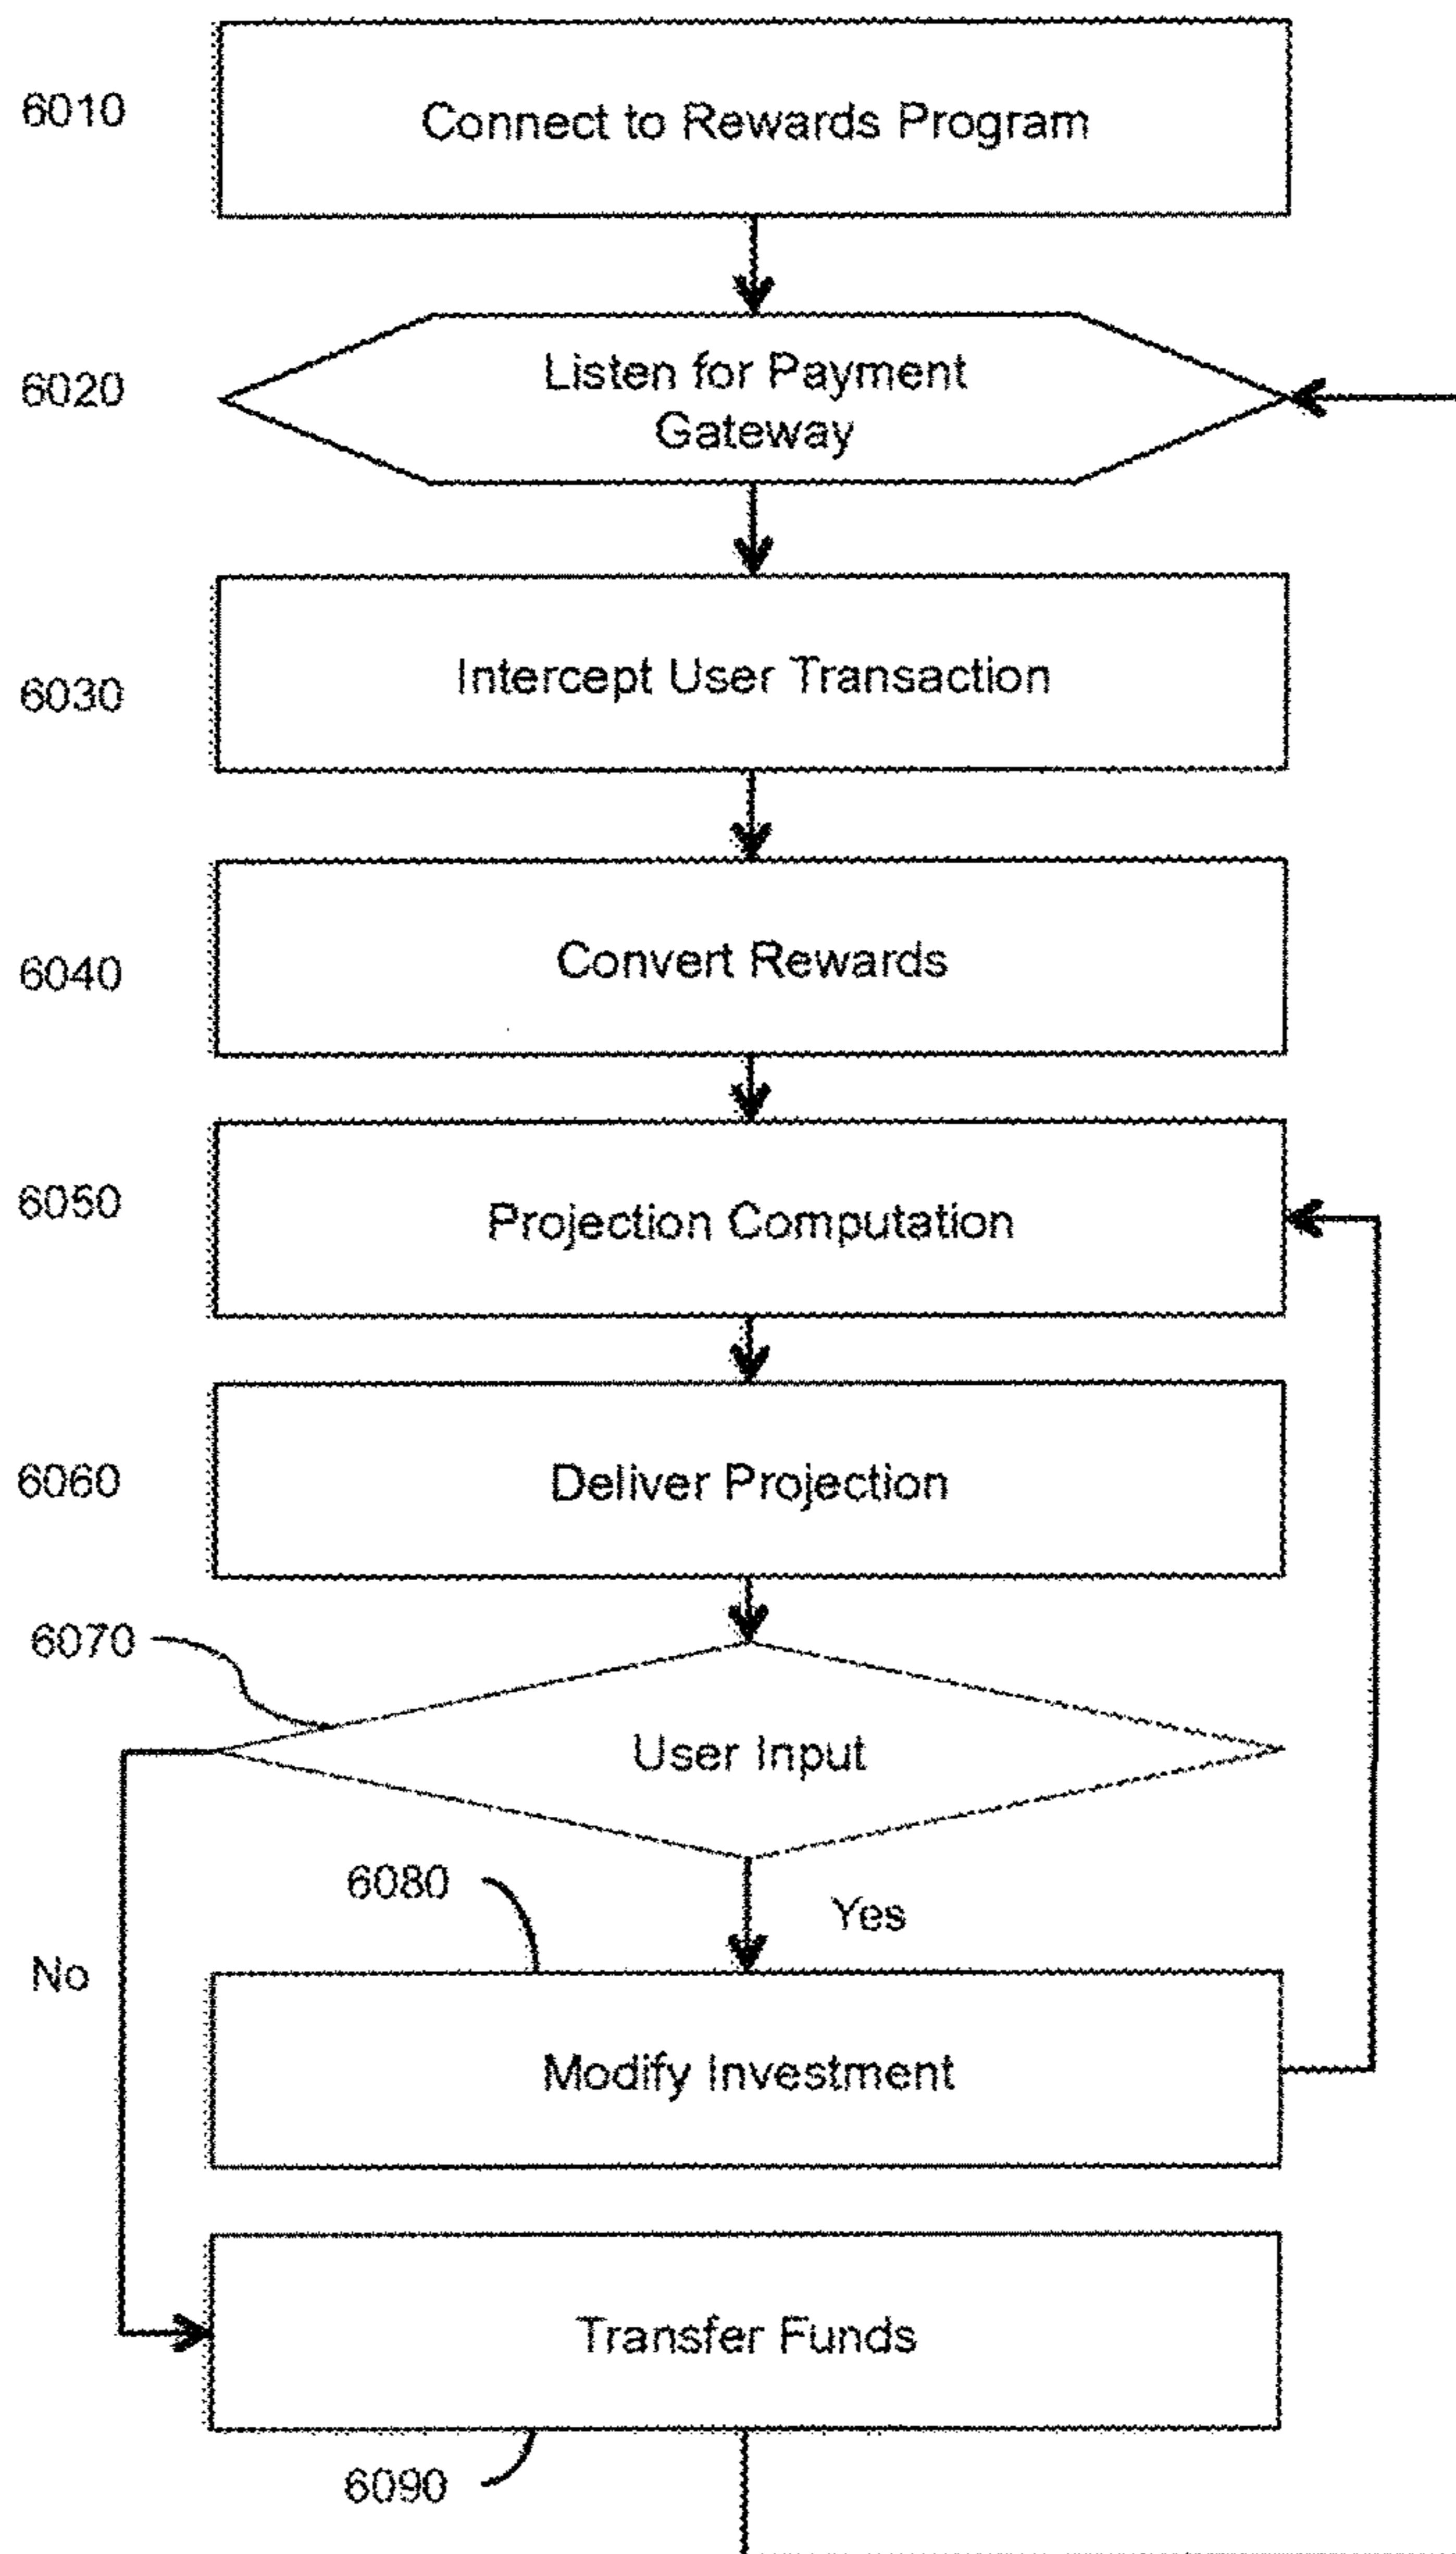 6010
Connect to Rewards Program
6020
Listen for Payment
Gateway
6030
Intercept User Transaction
6040
Convert Rewards
6050
Projection Computation
6060
Deliver Projection
6070
User Input
6080
Yes
No
Modify Investment
Transfer Funds
6090